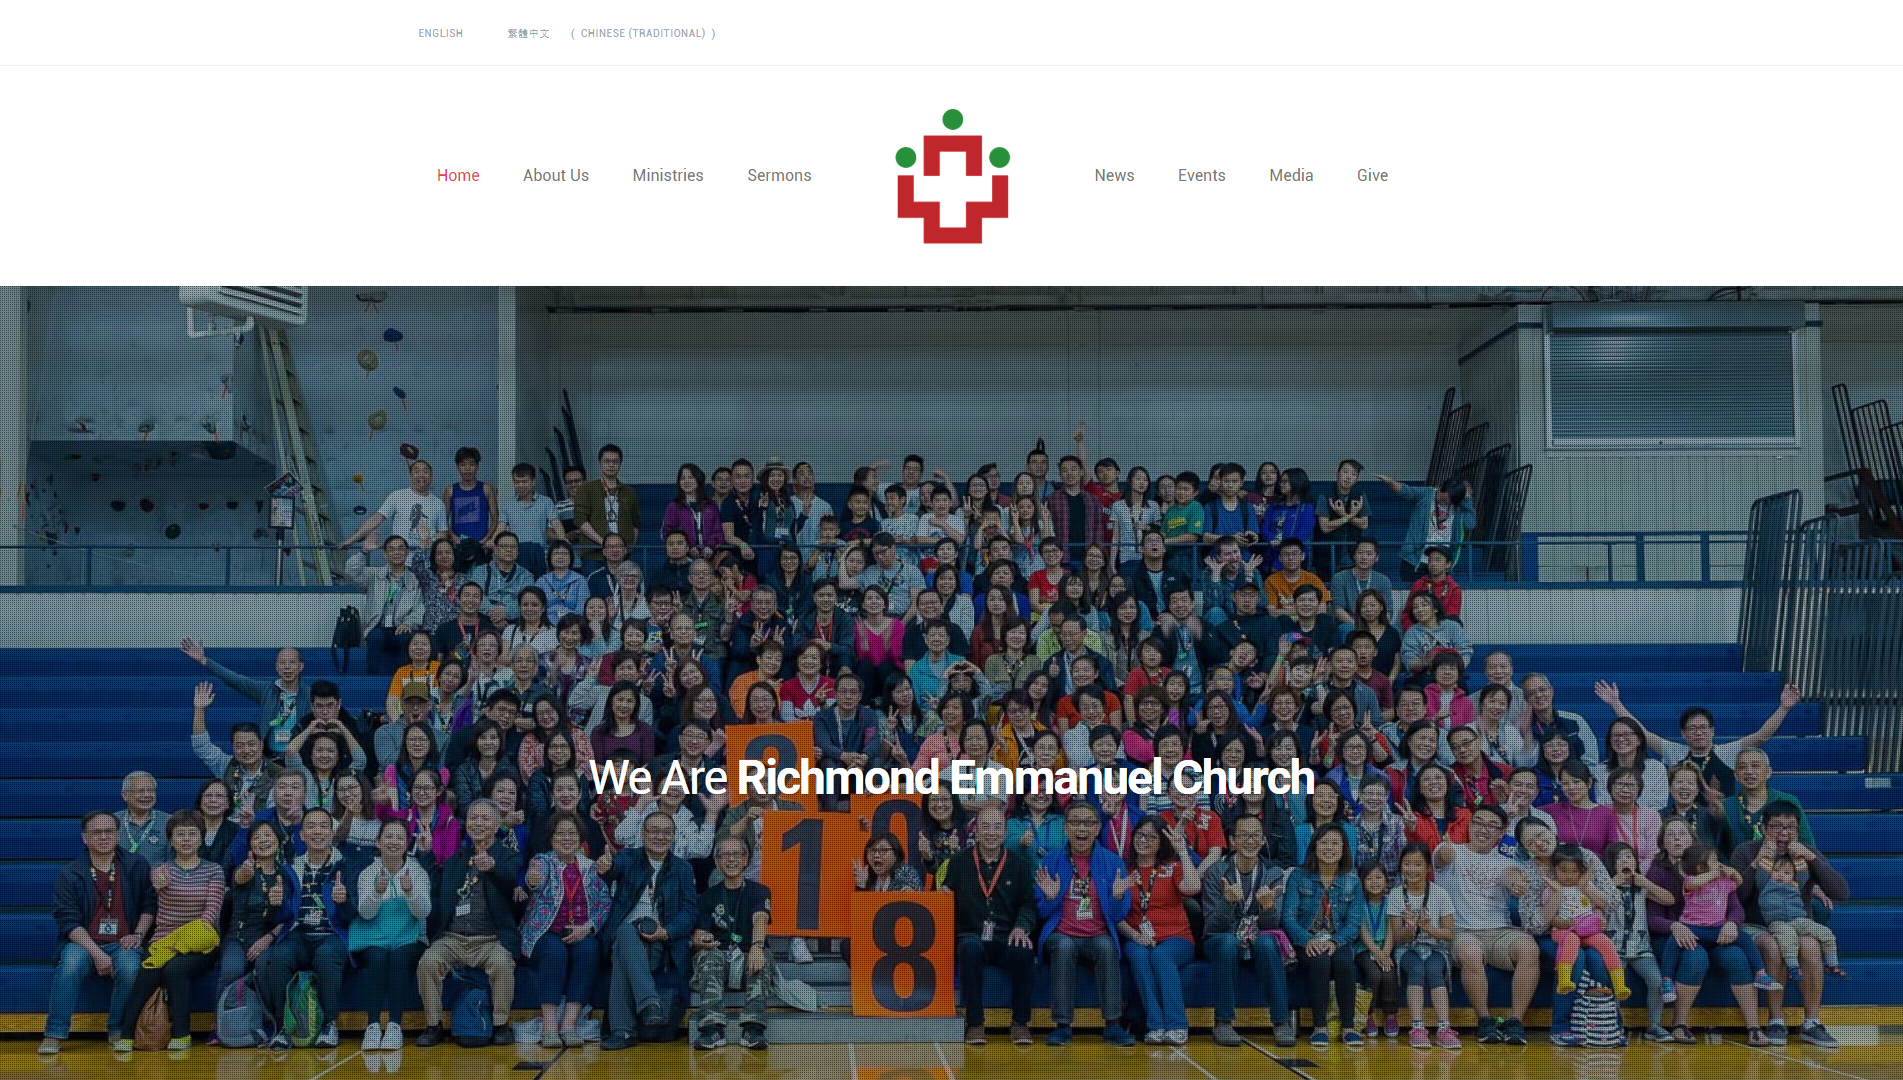 ENGLISH 繁體中文 ( CHINESE (TRADITIONAL) )
Home About Us Ministries Sermons News Events Media Give
We Are Richmond Emmanuel Church
2
1 0
8